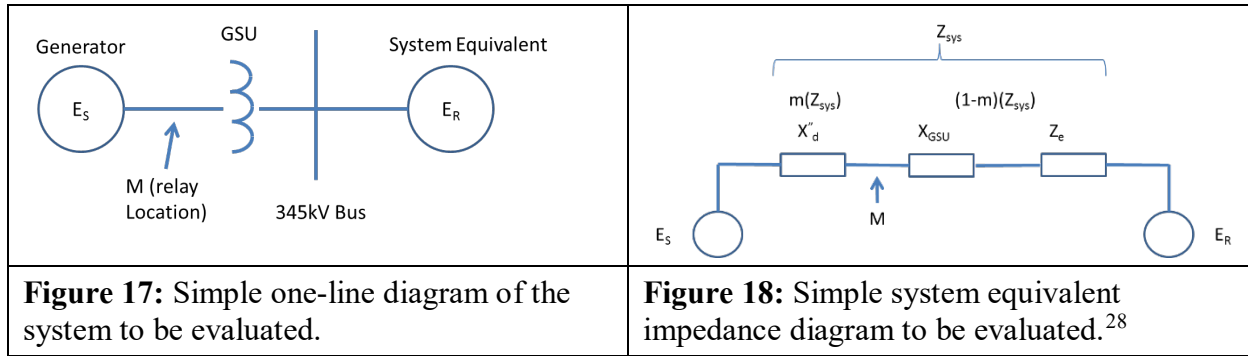 Generator
GSU
System Equivalent
E_S
E_R
M (relay
Location)
345kV Bus
Z_sys
m(Z_sys)
(1-m)(Z_sys)
X"_d
X_GSU
Z_e
M
E_S
E_R
Figure 17: Simple one-line diagram of the
system to be evaluated.
Figure 18: Simple system equivalent
impedance diagram to be evaluated.28